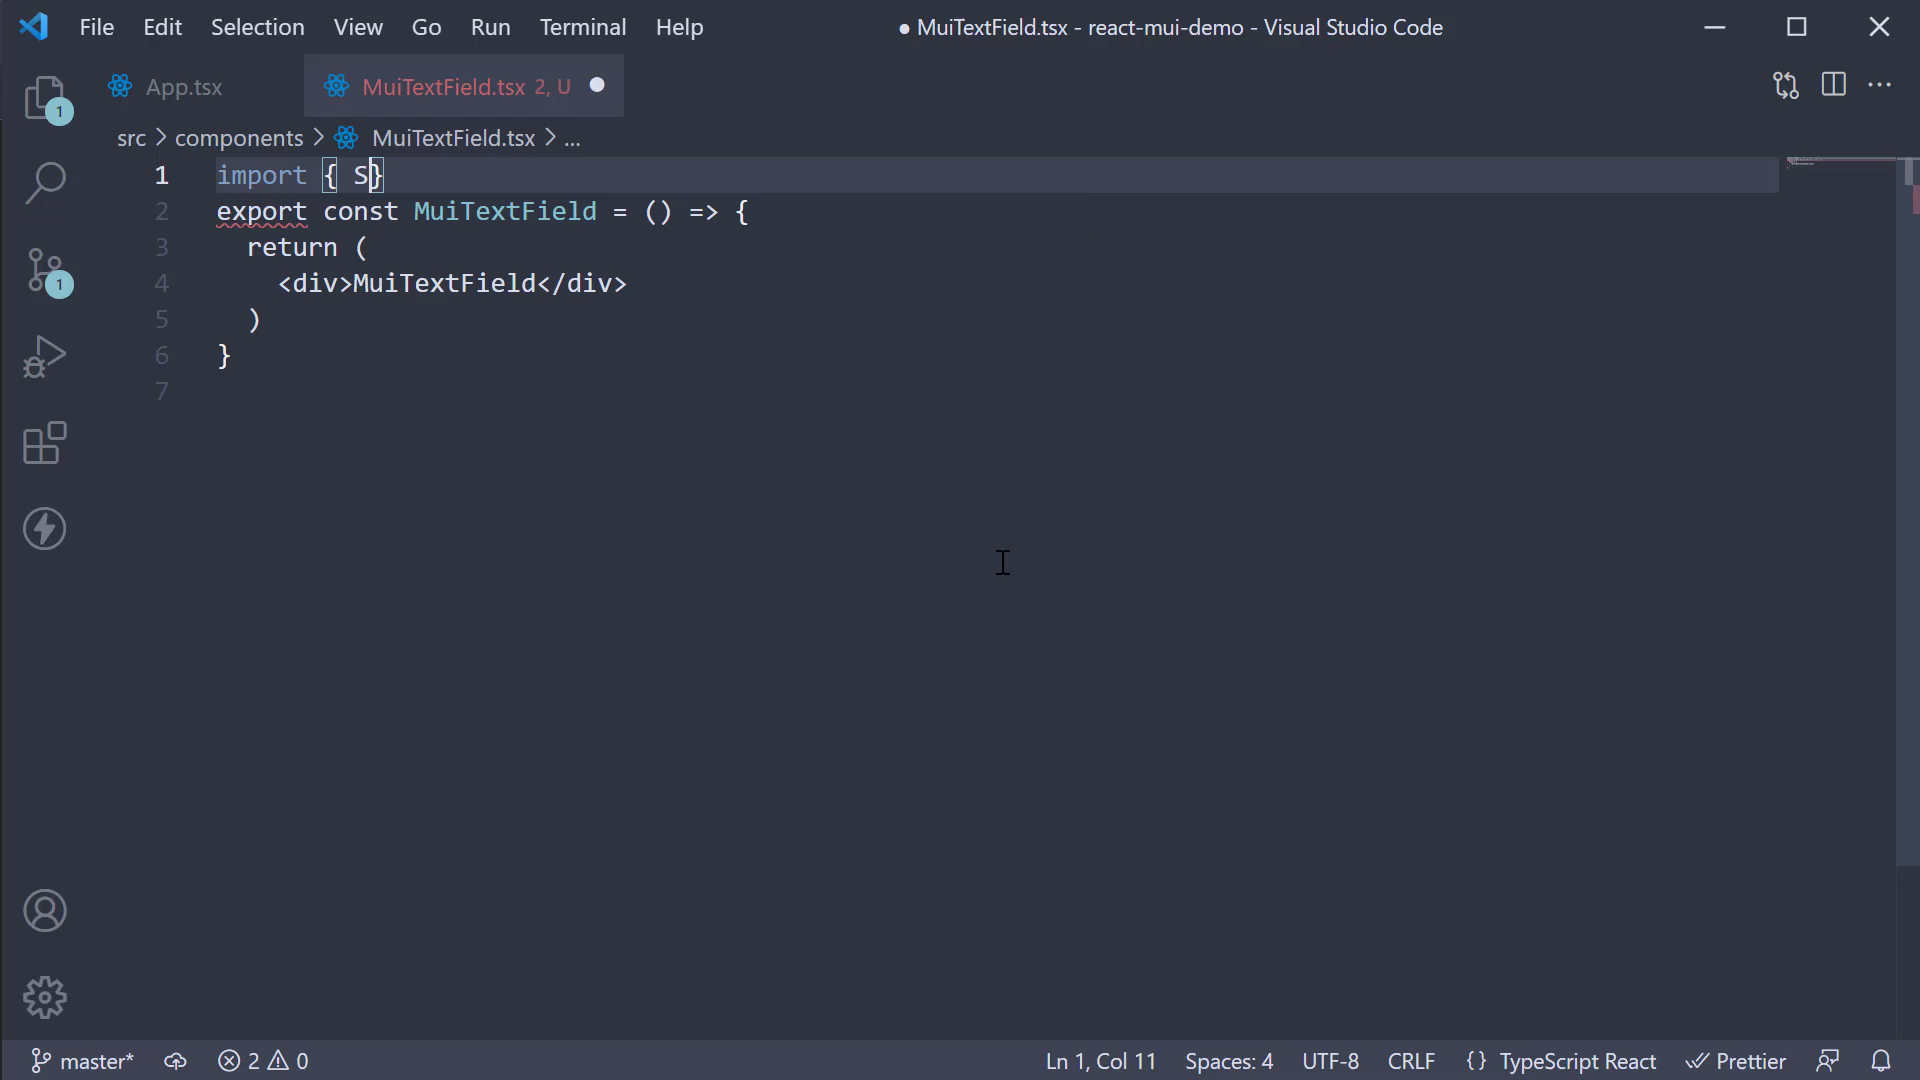 File Edit Selection View Go Run Terminal Help
● MuiTextField.tsx - react-mui-demo - Visual Studio Code
App.tsx
MuiTextField.tsx 2, U
src > components > MuiTextField.tsx > ...
1 import { S}
2 export const MuiTextField = () => {
3 return (
4 <div>MuiTextField</div>
5 )
6 }
7
1
1
master* 2 0
Ln 1, Col 11 Spaces: 4 UTF-8 CRLF {} TypeScript React Prettier